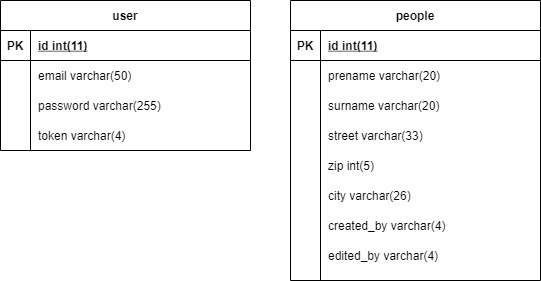 user
PK id int(11)
email varchar(50)
password varchar(255)
token varchar(4)
people
PK id int(11)
prename varchar(20)
surname varchar(20)
street varchar(33)
zip int(5)
city varchar(26)
created_by varchar(4)
edited_by varchar(4)